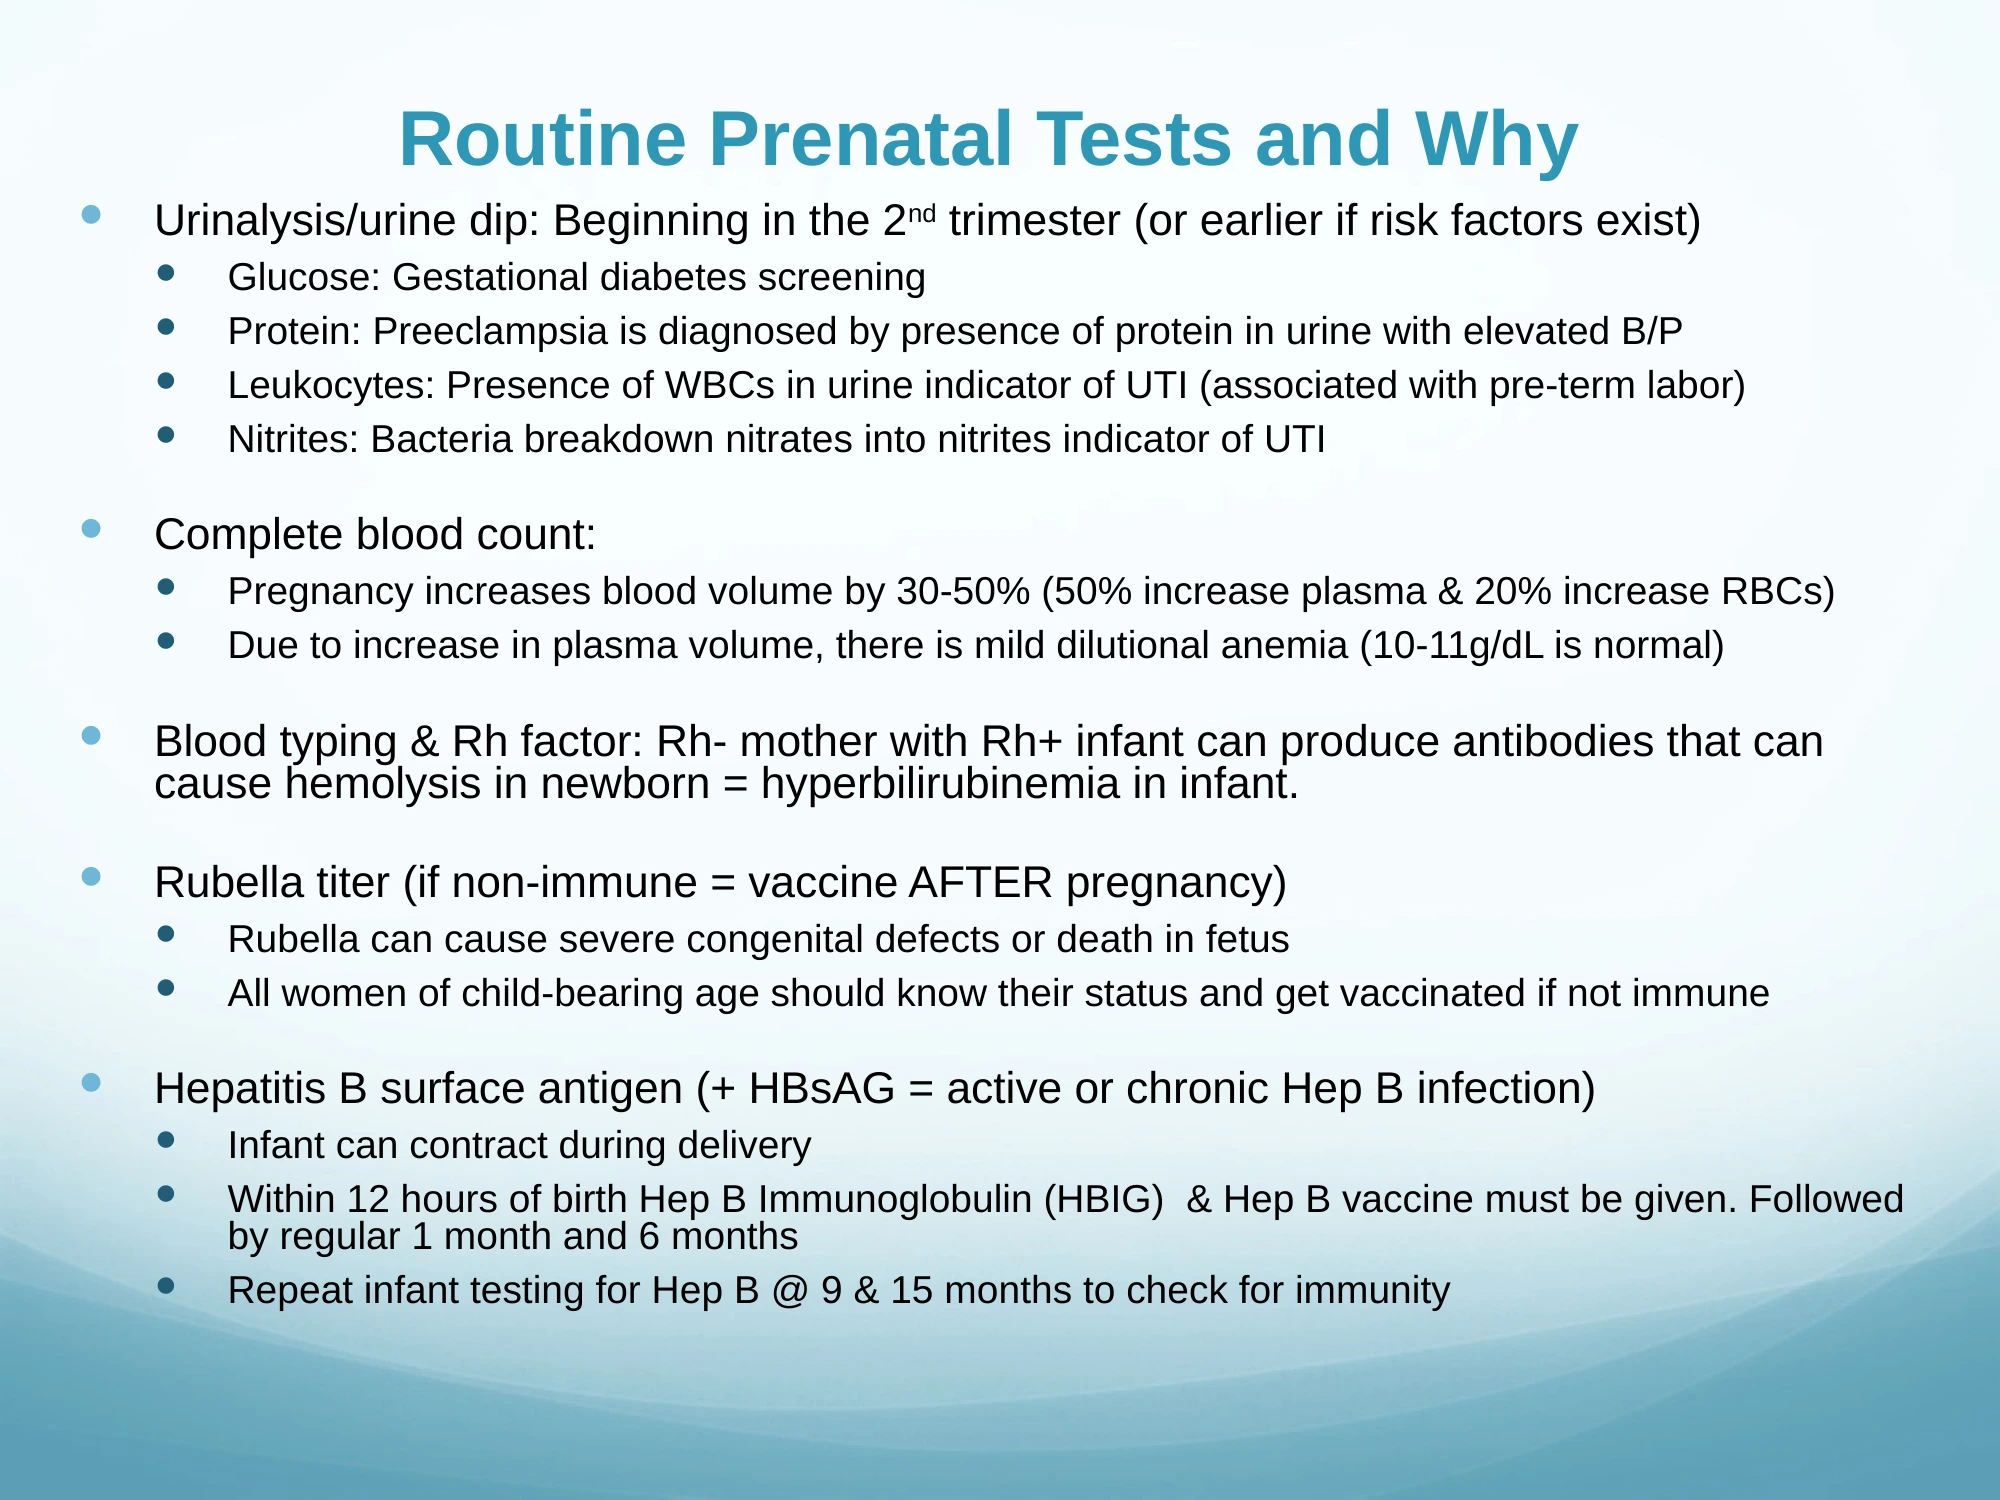 Routine Prenatal Tests and Why
• Urinalysis/urine dip: Beginning in the 2nd trimester (or earlier if risk factors exist)
• Glucose: Gestational diabetes screening
• Protein: Preeclampsia is diagnosed by presence of protein in urine with elevated B/P
• Leukocytes: Presence of WBCs in urine indicator of UTI (associated with pre-term labor)
• Nitrites: Bacteria breakdown nitrates into nitrites indicator of UTI
• Complete blood count:
• Pregnancy increases blood volume by 30-50% (50% increase plasma & 20% increase RBCs)
• Due to increase in plasma volume, there is mild dilutional anemia (10-11g/dL is normal)
• Blood typing & Rh factor: Rh- mother with Rh+ infant can produce antibodies that can
cause hemolysis in newborn = hyperbilirubinemia in infant.
• Rubella titer (if non-immune = vaccine AFTER pregnancy)
• Rubella can cause severe congenital defects or death in fetus
• All women of child-bearing age should know their status and get vaccinated if not immune
• Hepatitis B surface antigen (+ HBsAG = active or chronic Hep B infection)
• Infant can contract during delivery
• Within 12 hours of birth Hep B Immunoglobulin (HBIG)  & Hep B vaccine must be given. Followed
by regular 1 month and 6 months
• Repeat infant testing for Hep B @ 9 & 15 months to check for immunity